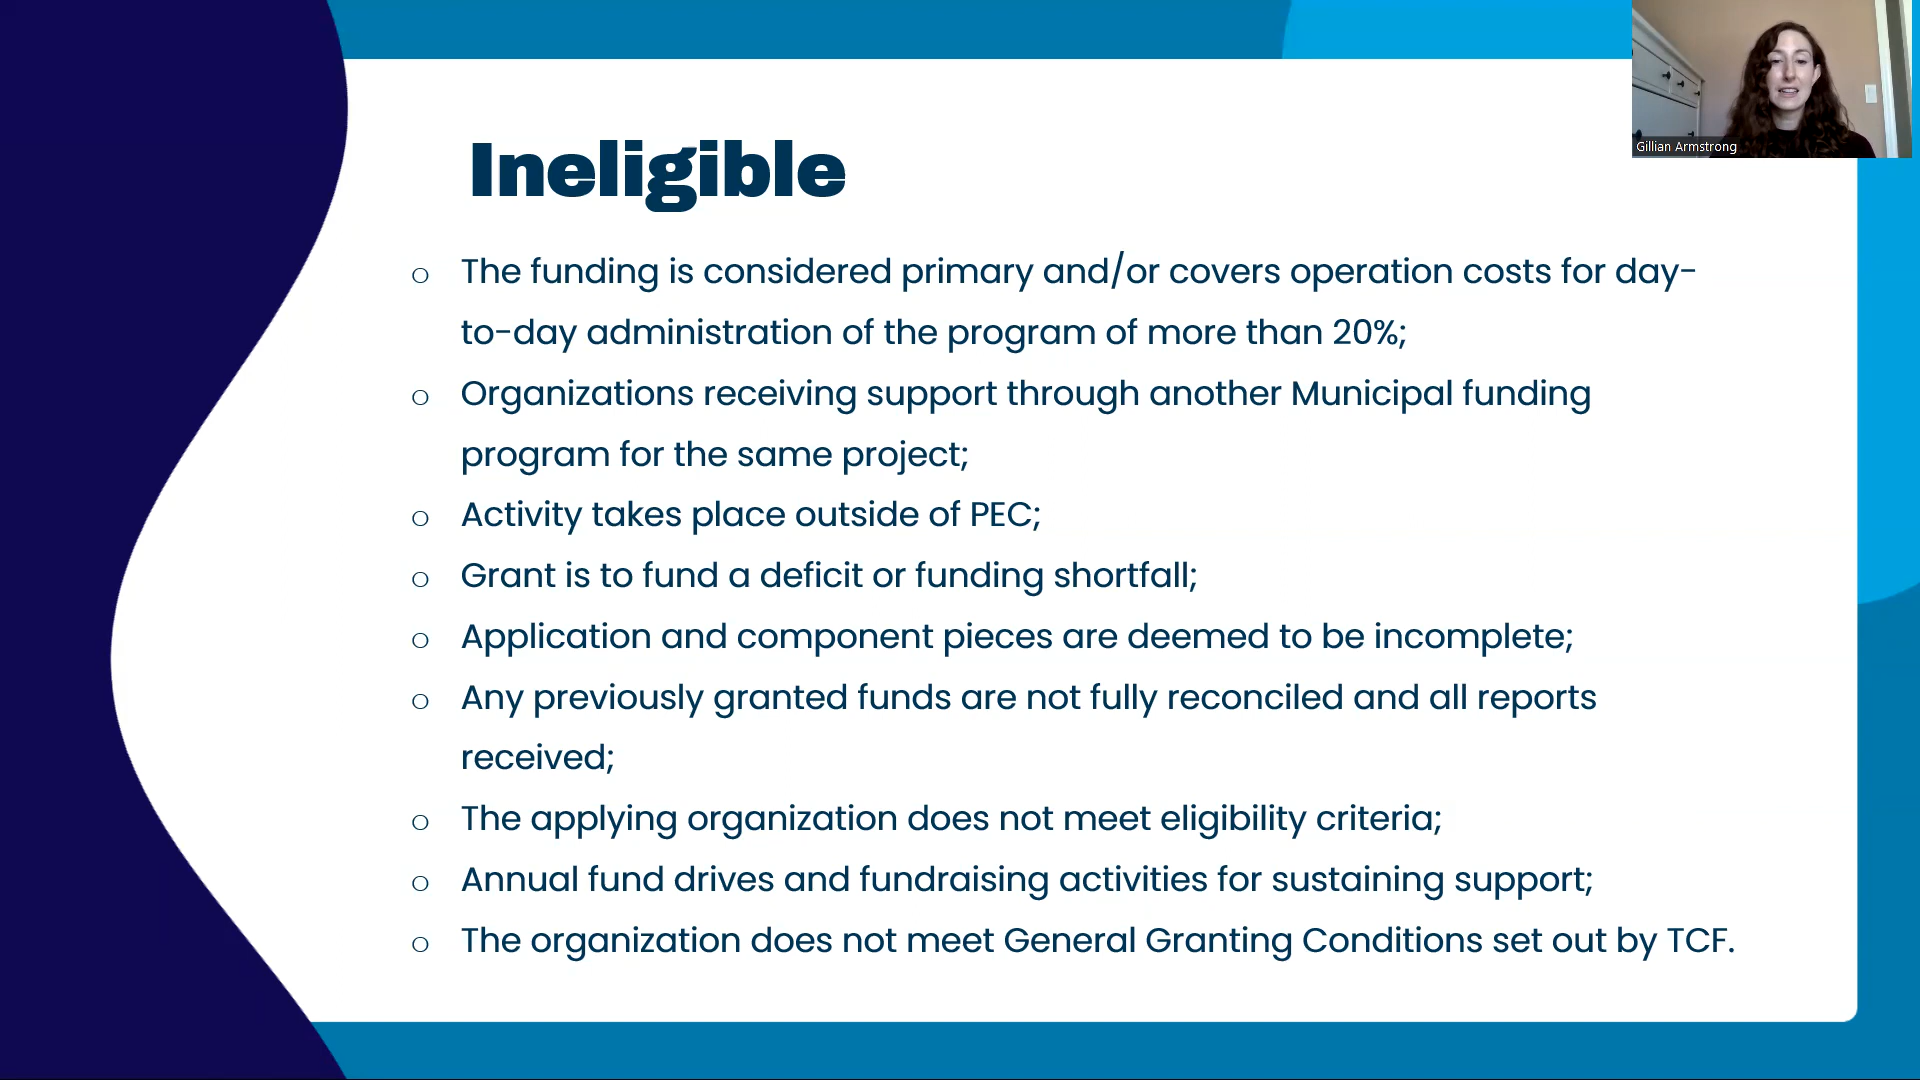 Gillian Armstrong
Ineligible
o The funding is considered primary and/or covers operation costs for day-
to-day administration of the program of more than 20%;
o Organizations receiving support through another Municipal funding
program for the same project;
o Activity takes place outside of PEC;
o Grant is to fund a deficit or funding shortfall;
o Application and component pieces are deemed to be incomplete;
o Any previously granted funds are not fully reconciled and all reports
received;
o The applying organization does not meet eligibility criteria;
o Annual fund drives and fundraising activities for sustaining support;
o The organization does not meet General Granting Conditions set out by TCF.